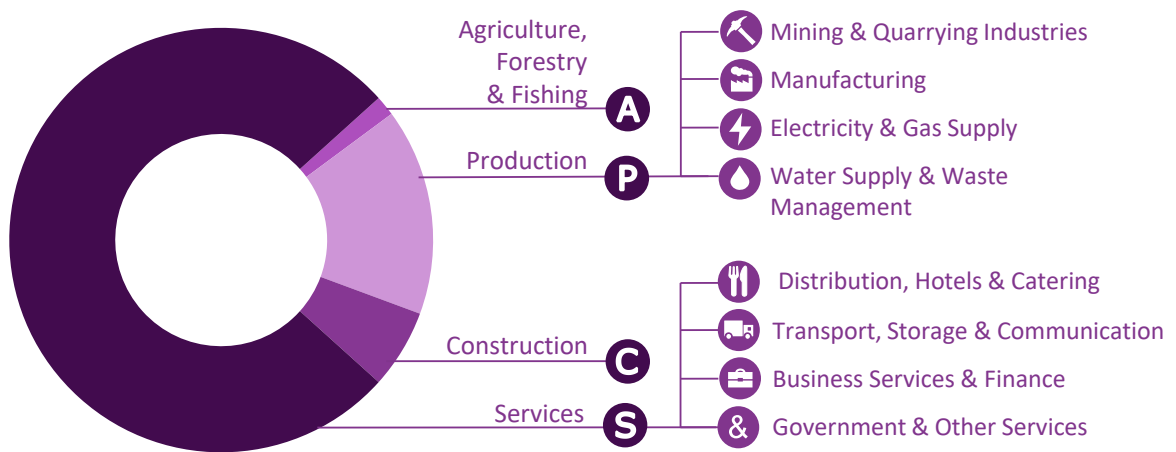 Agriculture,
Forestry
& Fishing
A
Production
P
Mining & Quarrying Industries
Manufacturing
Electricity & Gas Supply
Water Supply & Waste
Management
Construction
C
Services
S
Distribution, Hotels & Catering
Transport, Storage & Communication
Business Services & Finance
& Government & Other Services